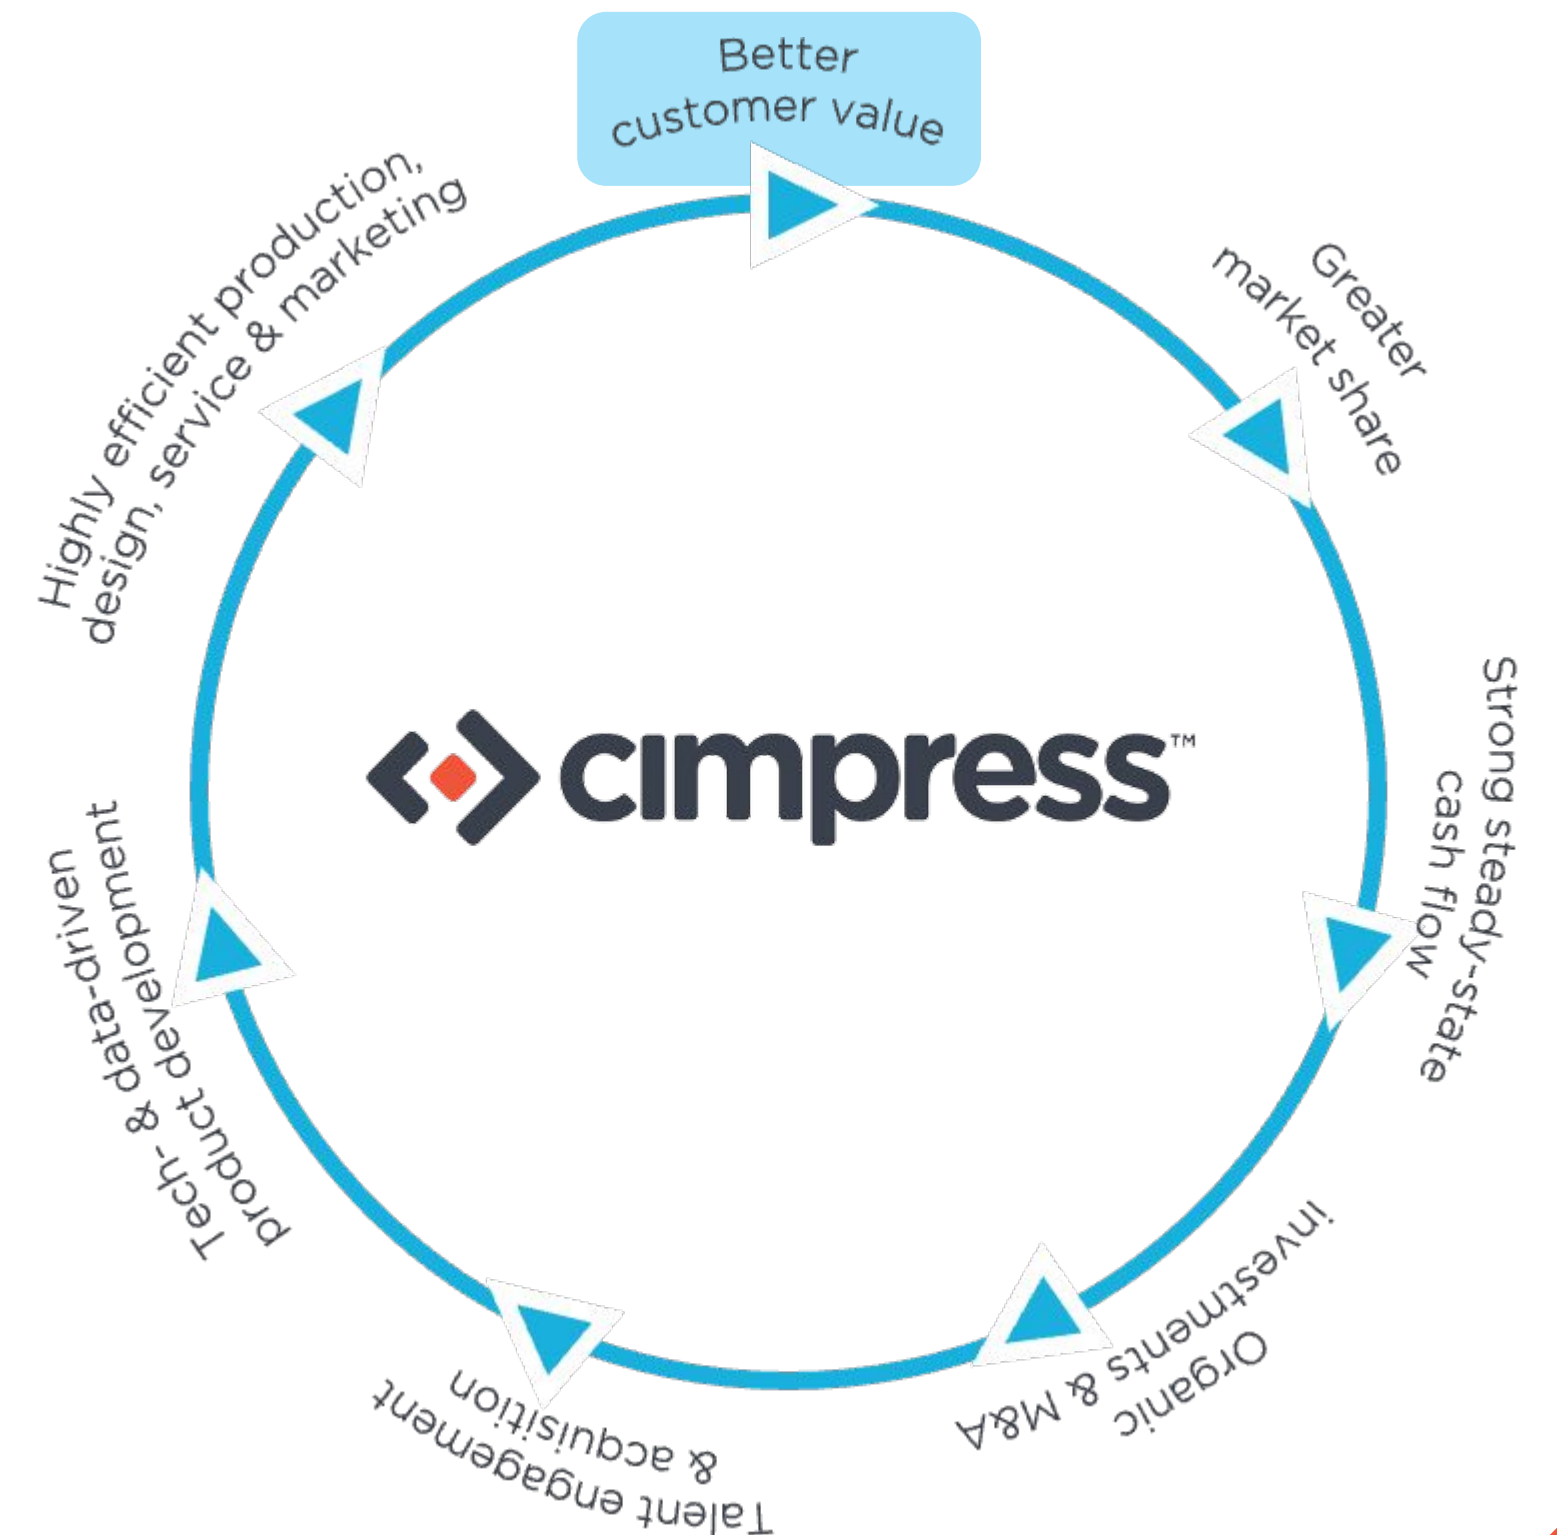 Better
customer value
Greater
market share
Strong steady-state
cash flow
Organic
investments & M&A
Talent engagement
& acquisition
Tech- & data-driven
product development
Highly efficient production,
design, service & marketing
cimpress™